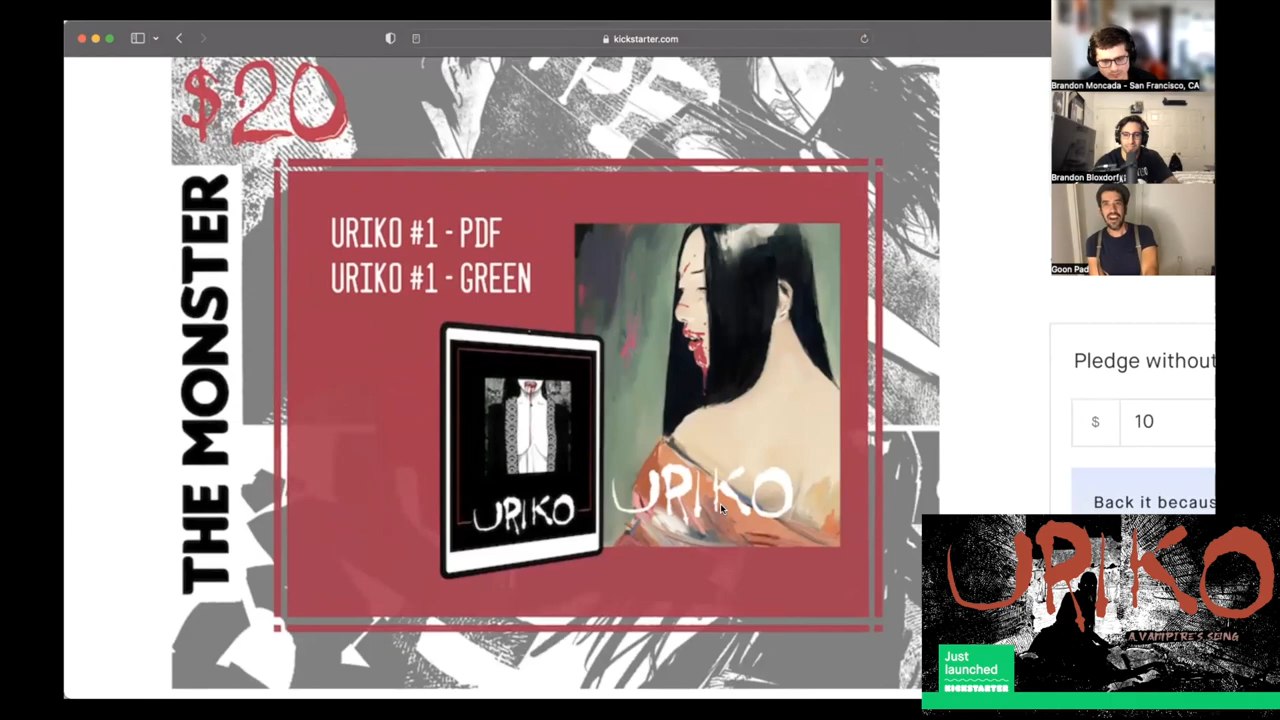 kickstarter.com
$20
THE MONSTER
URIKO #1 - PDF
URIKO #1 - GREEN
URIKO
URIKO
Brandon Moncada - San Francisco, CA
Brandon Bloxdorf
Goon Pad
Pledge without
$ 10
Back it becaus
URIKO
A VAMPIRE'S SONG
Just
launched
KICKSTARTER